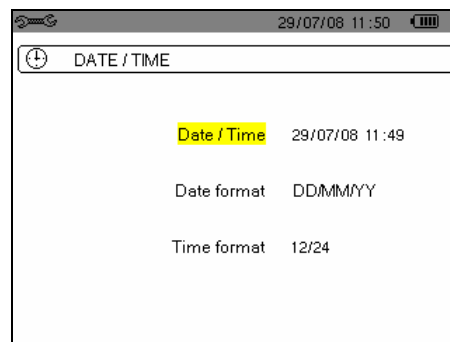 29/07/08 11:50
DATE / TIME
Date / Time 29/07/08 11:49
Date format DD/MM/YY
Time format 12/24